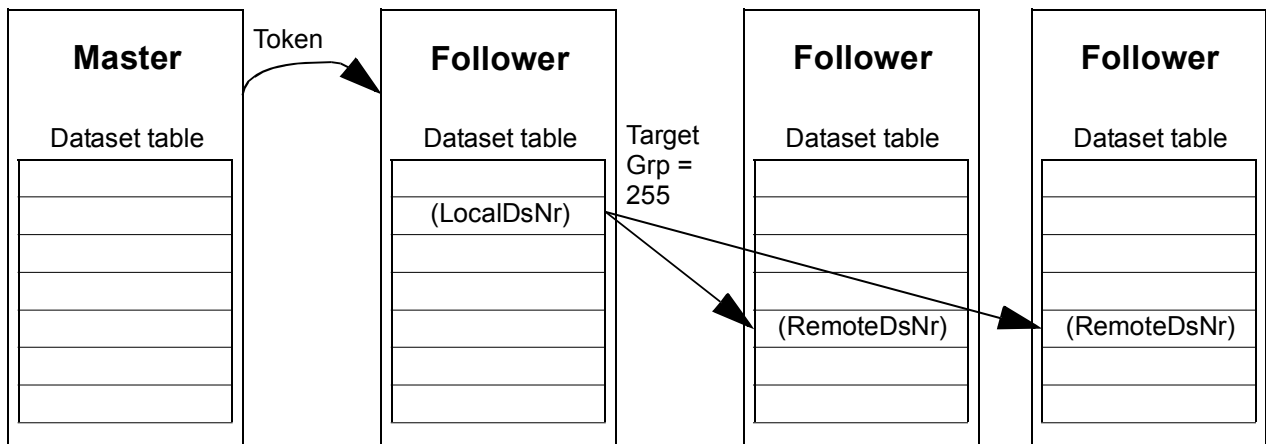 Master
Token
Follower
Follower
Follower
Dataset table
Dataset table
Target
Grp =
255
Dataset table
Dataset table
(LocalDsNr)
(RemoteDsNr)
(RemoteDsNr)